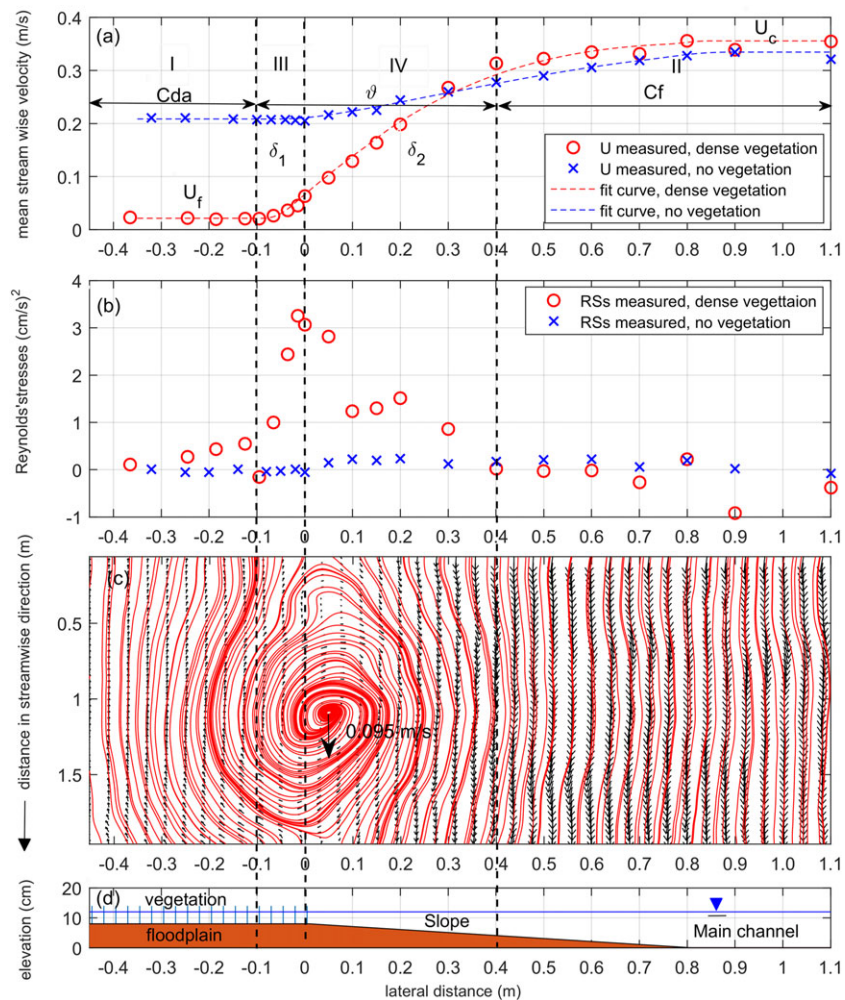 mean stream wise velocity (m/s)
0.4
0.3
0.2
0.1
0
(a)
I
III
IV
II
U_c
Cda
ϑ
Cf
δ_1
δ_2
U_f
U measured, dense vegetation
U measured, no vegetation
fit curve, dense vegetation
fit curve, no vegetation
-0.4 -0.3 -0.2 -0.1 0 0.1 0.2 0.3 0.4 0.5 0.6 0.7 0.8 0.9 1.0 1.1
Reynolds'stresses (cm/s)²
4
3
2
1
0
-1
(b)
RSs measured, dense vegettaion
RSs measured, no vegetation
-0.4 -0.3 -0.2 -0.1 0 0.1 0.2 0.3 0.4 0.5 0.6 0.7 0.8 0.9 1.0 1.1
distance in streamwise direction (m)
(c)
0.5
1
1.5
0.095 m/s
-0.4 -0.3 -0.2 -0.1 0 0.1 0.2 0.3 0.4 0.5 0.6 0.7 0.8 0.9 1.0 1.1
elevation (cm)
20
10
0
(d)
vegetation
floodplain
Slope
Main channel
-0.4 -0.3 -0.2 -0.1 0 0.1 0.2 0.3 0.4 0.5 0.6 0.7 0.8 0.9 1.0 1.1
lateral distance (m)